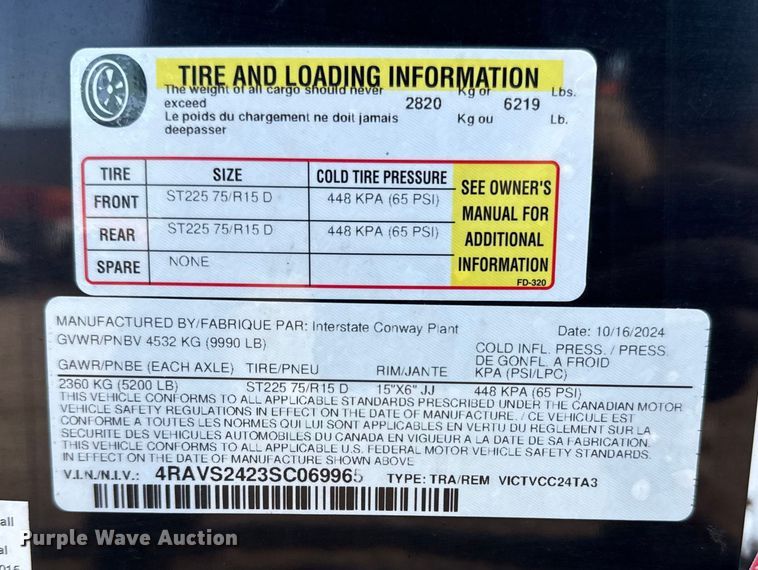 TIRE AND LOADING INFORMATION
The weight of all cargo should never exceed 2820 Kg or 6219 Lbs.
Le poids du chargement ne doit jamais deepasser Kg ou Lb.
TIRE SIZE COLD TIRE PRESSURE
FRONT ST225 75/R15 D 448 KPA (65 PSI)
REAR ST225 75/R15 D 448 KPA (65 PSI)
SPARE NONE
SEE OWNER'S
MANUAL FOR
ADDITIONAL
INFORMATION
FD-320
MANUFACTURED BY/FABRIQUE PAR: Interstate Conway Plant Date: 10/16/2024
GVWR/PNBV 4532 KG (9990 LB)
GAWR/PNBE (EACH AXLE) TIRE/PNEU RIM/JANTE COLD INFL. PRESS. / PRESS. DE GONFL. A FROID KPA (PSI/LPC)
2360 KG (5200 LB) ST225 75/R15 D 15"X6" JJ 448 KPA (65 PSI)
THIS VEHICLE CONFORMS TO ALL APPLICABLE STANDARDS PRESCRIBED UNDER THE CANADIAN MOTOR
VEHICLE SAFETY REGULATIONS IN EFFECT ON THE DATE OF MANUFACTURE. / CE VEHICULE EST
CONFORME A TOUTES LES NORMES QUI LUI SONT APPLICABLES EN VERTU DU REGLEMENT SUR LA
SECURITE DES VEHICULES AUTOMOBILES DU CANADA EN VIGUEUR A LA DATE DE SA FABRICATION.
THIS VEHICLE CONFORMS TO ALL APPLICABLE U.S. FEDERAL MOTOR VEHICLE SAFETY STANDARDS.
IN EFFECT ON THE DATE OF MANUFACTURE SHOWN ABOVE
V.I.N./N.I.V.: 4RAVS2423SC069965 TYPE: TRA/REM VICTVCC24TA3
Purple Wave Auction